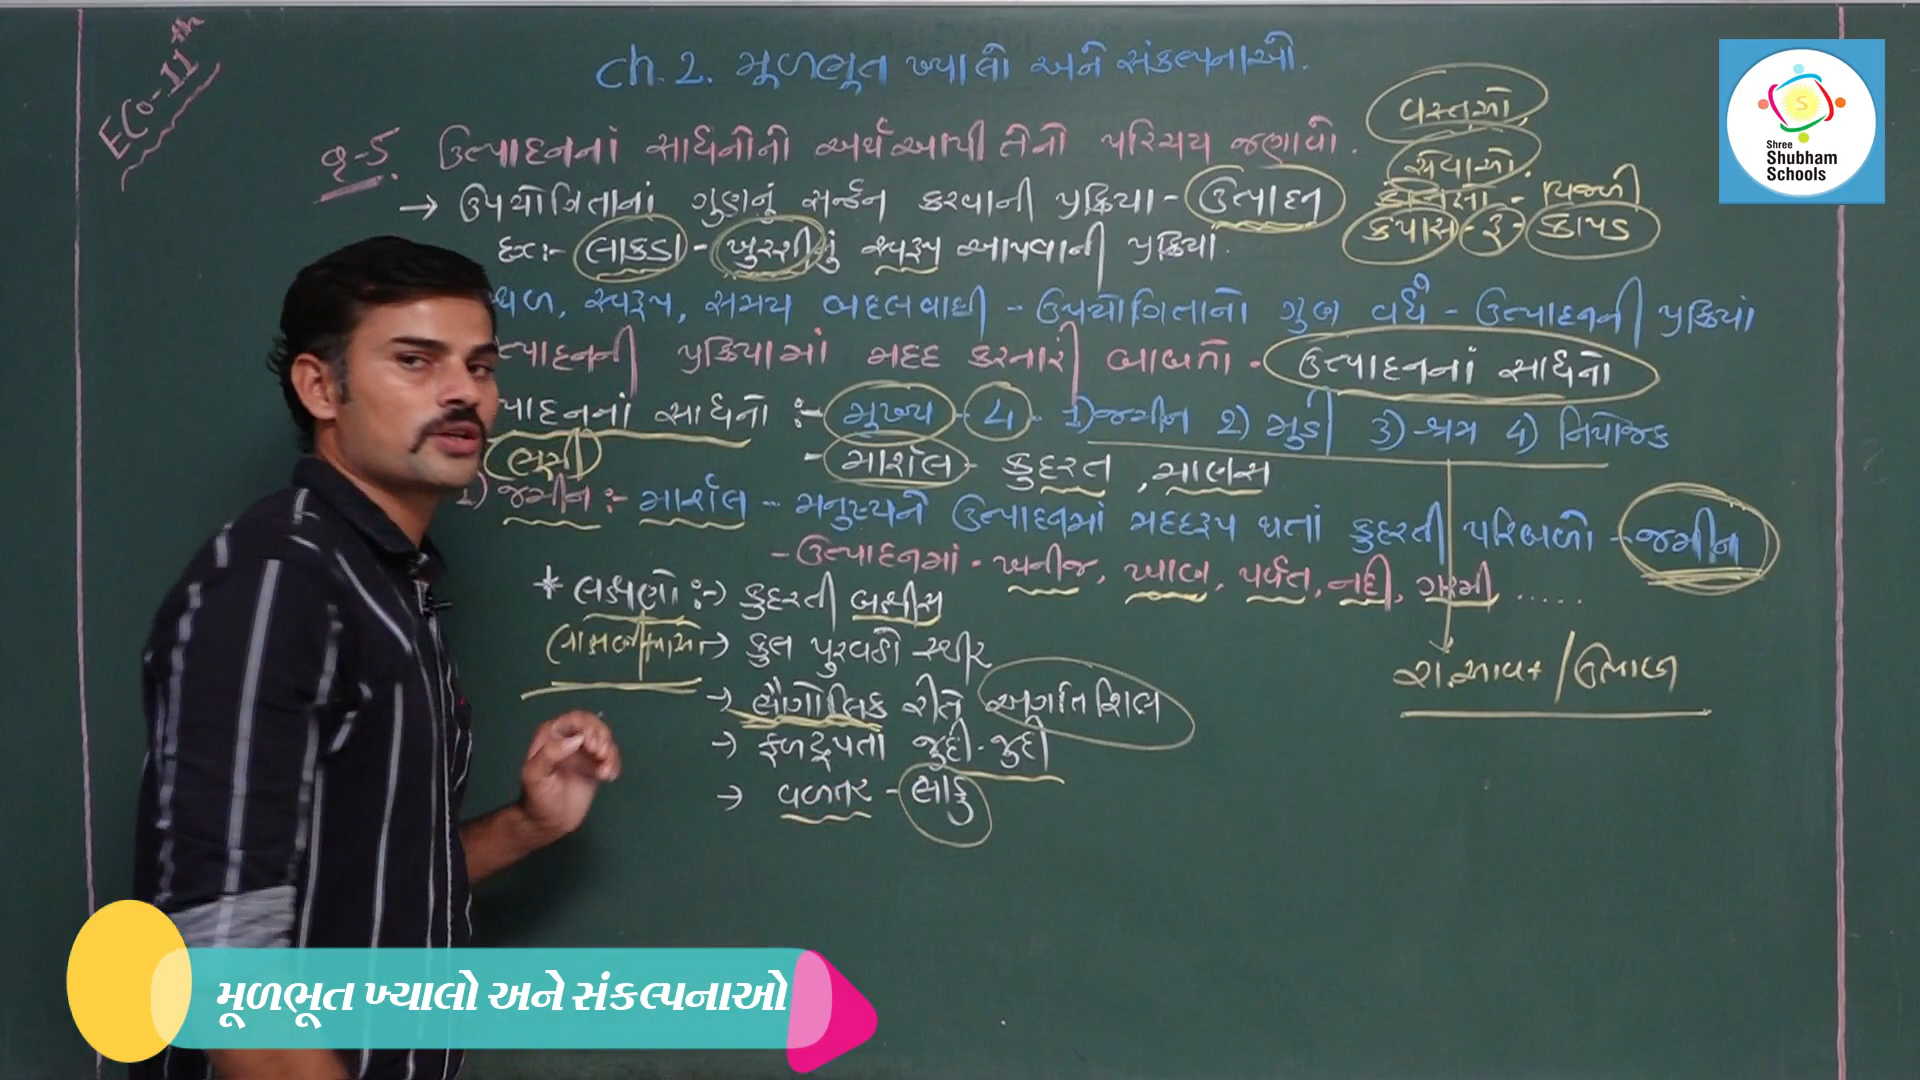 Eco-11th
Ch. 2. મૂળભૂત ખ્યાલો અને સંકલ્પનાઓ.
વસ્તુઓ
Shree
Shubham
Schools
S
પ્ર-5. ઉત્પાદનનાં સાધનોનો અર્થ આપી તેનો પરિચય જણાવો.
સેવાઓ.
→ ઉપયોગિતાનાં ગુણનું સર્જન કરવાની પ્રક્રિયા - ઉત્પાદન
વિજળી
કપાસ - રૂ - કાપડ
દા.ત:- લાકડા - ખુરશીનું સ્વરૂપ આપવાની પ્રક્રિયા.
સ્થળ, સ્વરૂપ, સમય બદલવાથી - ઉપયોગિતાનો ગુણ વધે - ઉત્પાદનની પ્રક્રિયા
ત્પાદનની પ્રક્રિયામાં મદદ કરનારી બાબતો - ઉત્પાદનનાં સાધનો
પાદનનાં સાધનો :- મુખ્ય - 4 - 1) જમીન 2) મુડી 3) શ્રમ 4) નિયોજક
ભૂમી - માર્શલ - કુદરત, માણસ
1) જમીન :- માર્શલ - મનુષ્યને ઉત્પાદનમાં મદદરૂપ થતાં કુદરતી પરિબળો - જમીન
- ઉત્પાદનમાં - ખનીજ, ખાણ, પર્વત, નદી, ગરમી .....
* લક્ષણો :-→ કુદરતી બક્ષીસ
→ કુલ પુરવઠો સ્થીર
રા.આવક / ઉત્પાદન
→ ભૌગોલિક રીતે અગતિશિલ
→ ફળદ્રુપતા જુદી-જુદી
→ વળતર - ભાડુ
મૂળભૂત ખ્યાલો અને સંકલ્પનાઓ